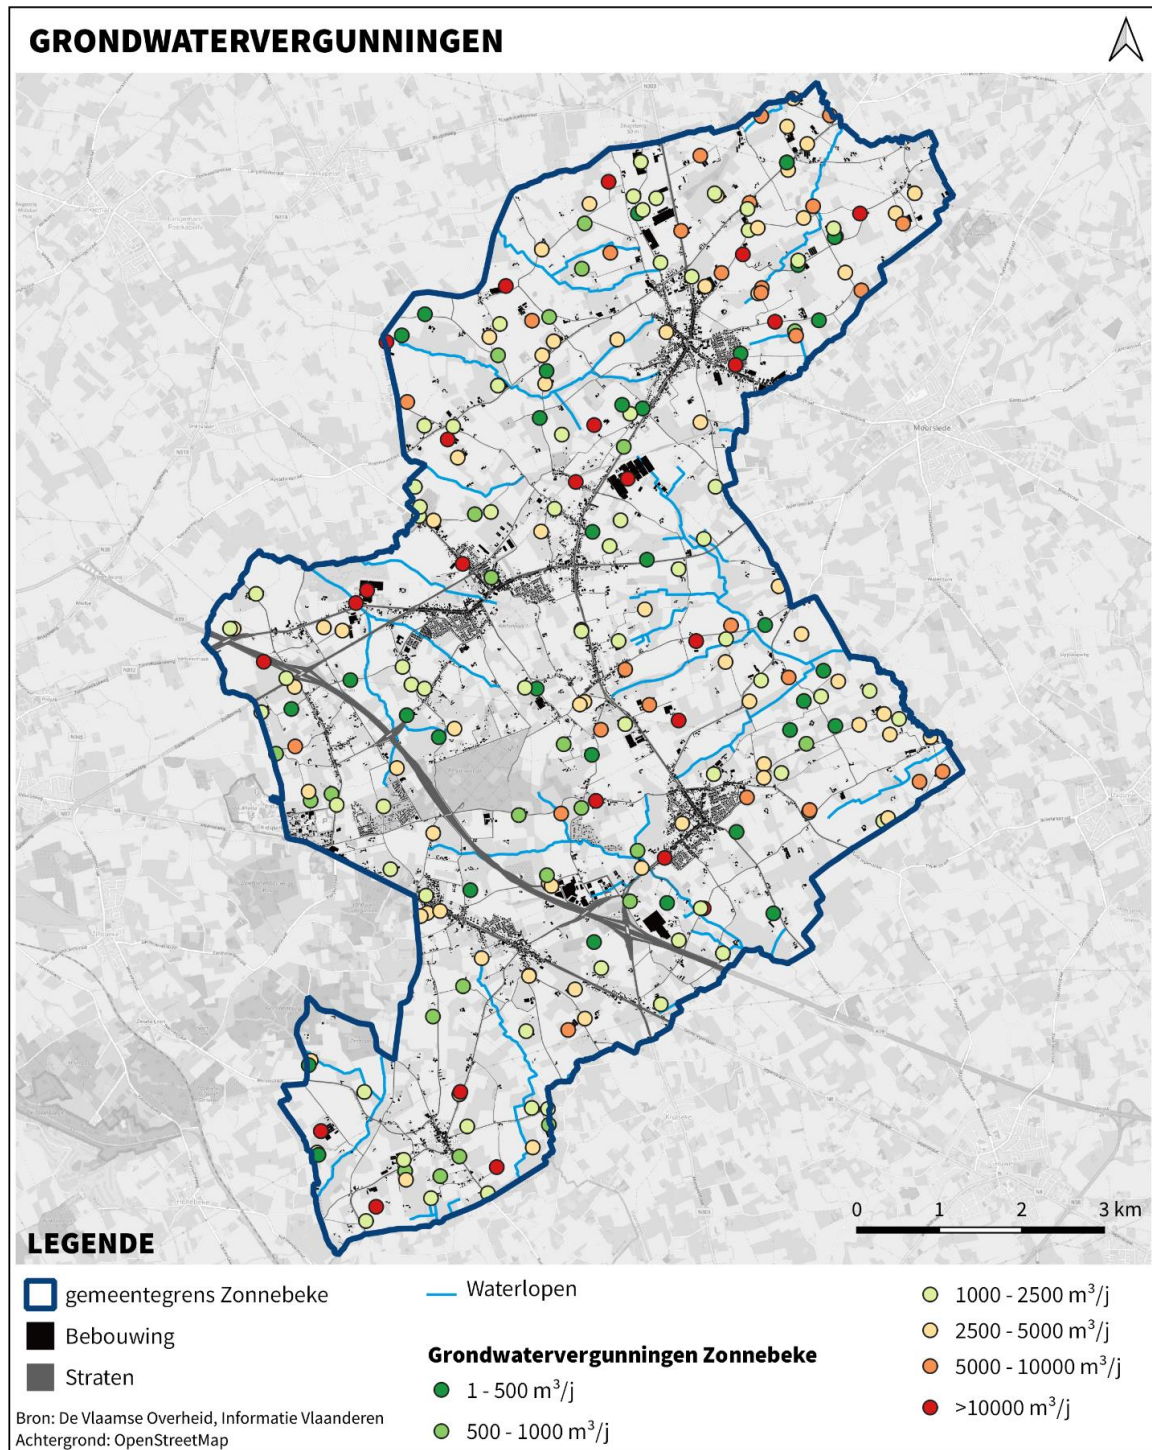 GRONDWATERVERGUNNINGEN
Moorslede
0 1 2 3 km
LEGENDE
gemeentegrens Zonnebeke
Bebouwing
Straten
Bron: De Vlaamse Overheid, Informatie Vlaanderen
Achtergrond: OpenStreetMap
Waterlopen
Grondwatervergunningen Zonnebeke
1 - 500 m³/j
500 - 1000 m³/j
1000 - 2500 m³/j
2500 - 5000 m³/j
5000 - 10000 m³/j
>10000 m³/j